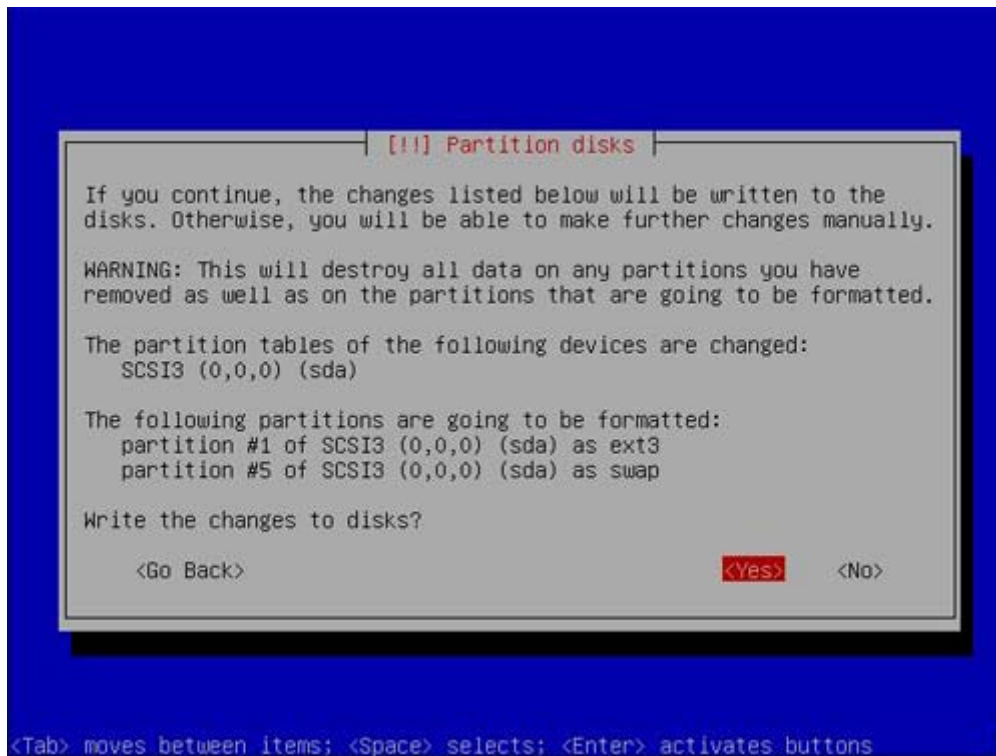 [!!] Partition disks
If you continue, the changes listed below will be written to the
disks. Otherwise, you will be able to make further changes manually.
WARNING: This will destroy all data on any partitions you have
removed as well as on the partitions that are going to be formatted.
The partition tables of the following devices are changed:
SCSI3 (0,0,0) (sda)
The following partitions are going to be formatted:
partition #1 of SCSI3 (0,0,0) (sda) as ext3
partition #5 of SCSI3 (0,0,0) (sda) as swap
Write the changes to disks?
<Go Back> <Yes> <No>
<Tab> moves between items; <Space> selects; <Enter> activates buttons